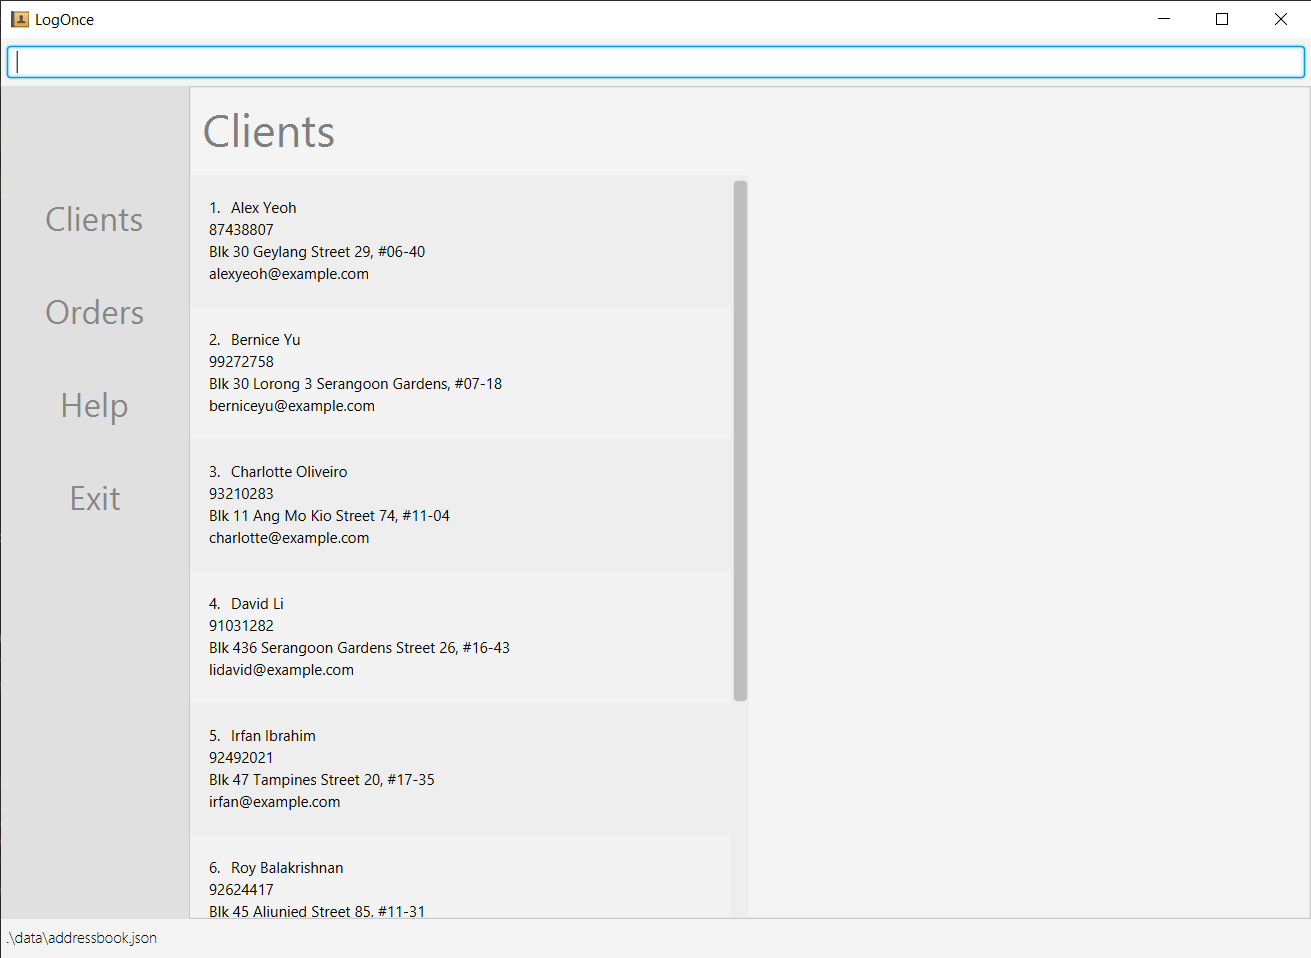 LogOnce
Clients
Orders
Help
Exit
Clients
1. Alex Yeoh
87438807
Blk 30 Geylang Street 29, #06-40
alexyeoh@example.com
2. Bernice Yu
99272758
Blk 30 Lorong 3 Serangoon Gardens, #07-18
berniceyu@example.com
3. Charlotte Oliveiro
93210283
Blk 11 Ang Mo Kio Street 74, #11-04
charlotte@example.com
4. David Li
91031282
Blk 436 Serangoon Gardens Street 26, #16-43
lidavid@example.com
5. Irfan Ibrahim
92492021
Blk 47 Tampines Street 20, #17-35
irfan@example.com
6. Roy Balakrishnan
92624417
Blk 45 Aljunied Street 85, #11-31
.\data\addressbook.json